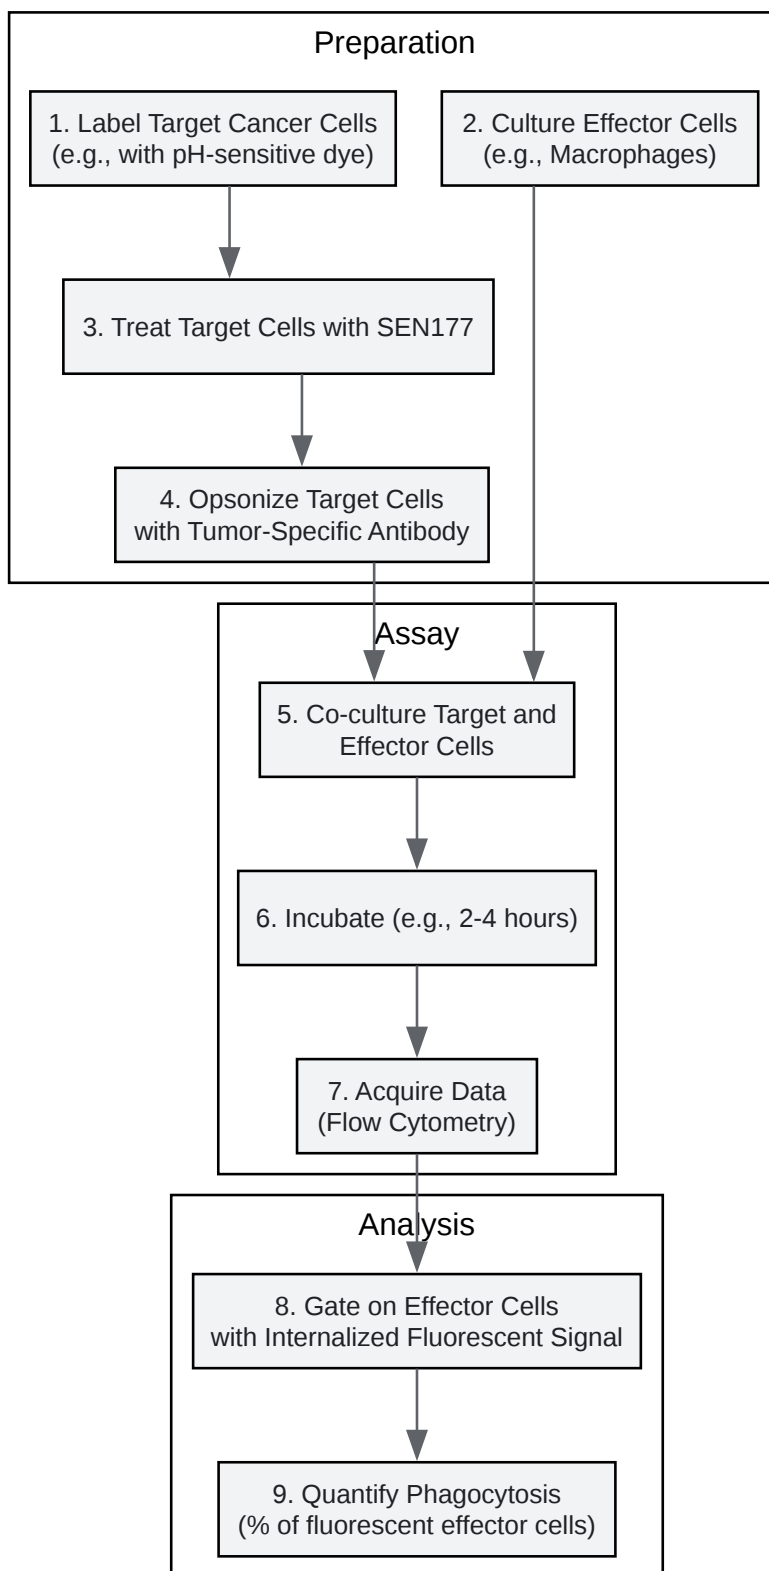 Preparation
1. Label Target Cancer Cells
(e.g., with pH-sensitive dye)
2. Culture Effector Cells
(e.g., Macrophages)
3. Treat Target Cells with SEN177
4. Opsonize Target Cells
with Tumor-Specific Antibody
Assay
5. Co-culture Target and
Effector Cells
6. Incubate (e.g., 2-4 hours)
7. Acquire Data
(Flow Cytometry)
Analysis
8. Gate on Effector Cells
with Internalized Fluorescent Signal
9. Quantify Phagocytosis
(% of fluorescent effector cells)